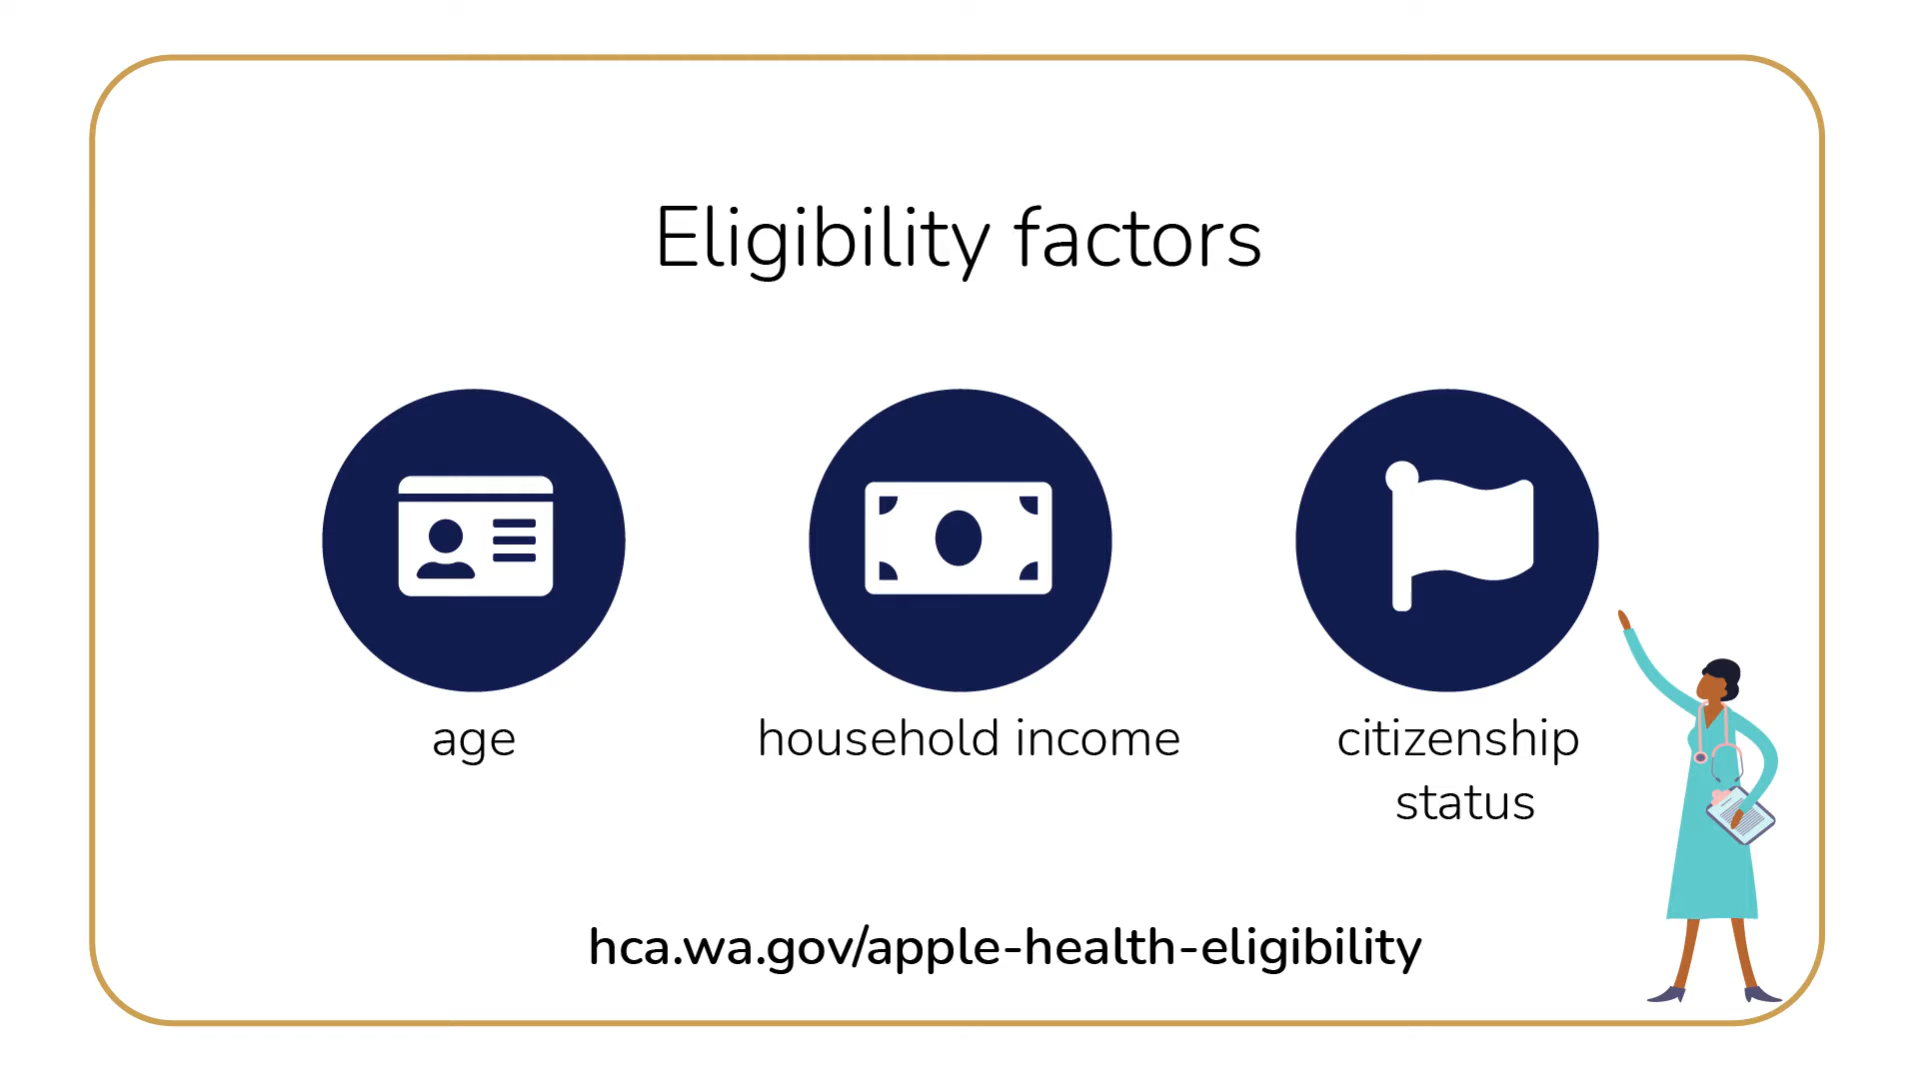 Eligibility factors
age
household income
citizenship
status
hca.wa.gov/apple-health-eligibility